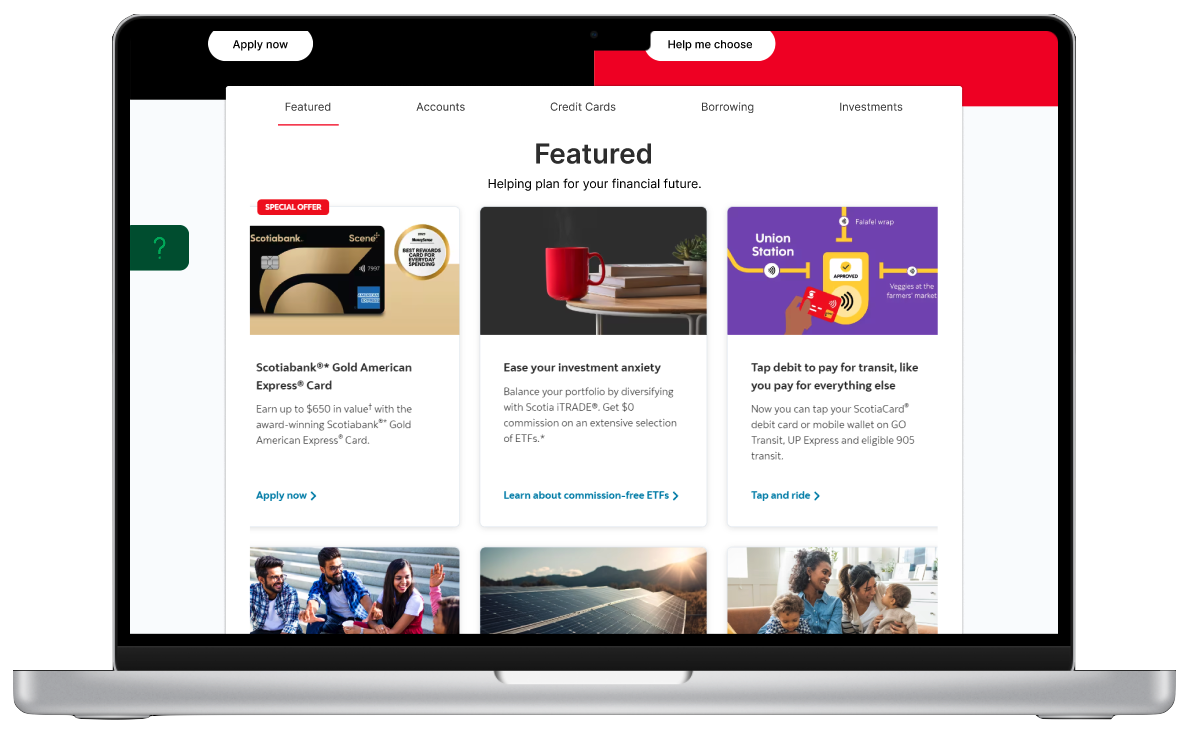 Apply now
Help me choose
Featured
Accounts
Credit Cards
Borrowing
Investments
Featured
Helping plan for your financial future.
SPECIAL OFFER
Scotiabank.
Scene+
7997
AMERICAN
EXPRESS
2023
MoneySense
BEST REWARDS
CARD FOR
EVERYDAY
SPENDING
Falafel wrap
Union
Station
APPROVED
Veggies at the
farmers' market
?
Scotiabank®* Gold American
Express® Card
Earn up to $650 in value† with the
award-winning Scotiabank®* Gold
American Express® Card.
Apply now
Ease your investment anxiety
Balance your portfolio by diversifying
with Scotia iTRADE®. Get $0
commission on an extensive selection
of ETFs.*
Learn about commission-free ETFs
Tap debit to pay for transit, like
you pay for everything else
Now you can tap your ScotiaCard®
debit card or mobile wallet on GO
Transit, UP Express and eligible 905
transit.
Tap and ride